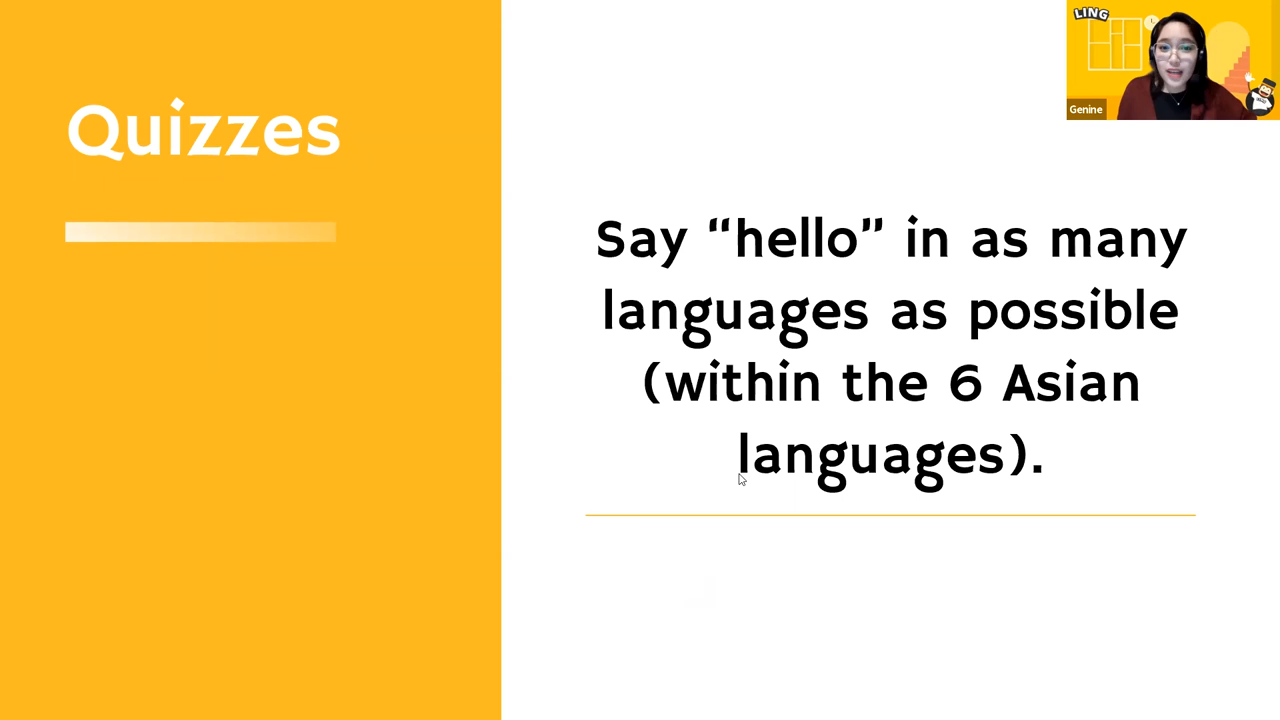 Quizzes
Say “hello” in as many
languages as possible
(within the 6 Asian
languages).
LING
Genine